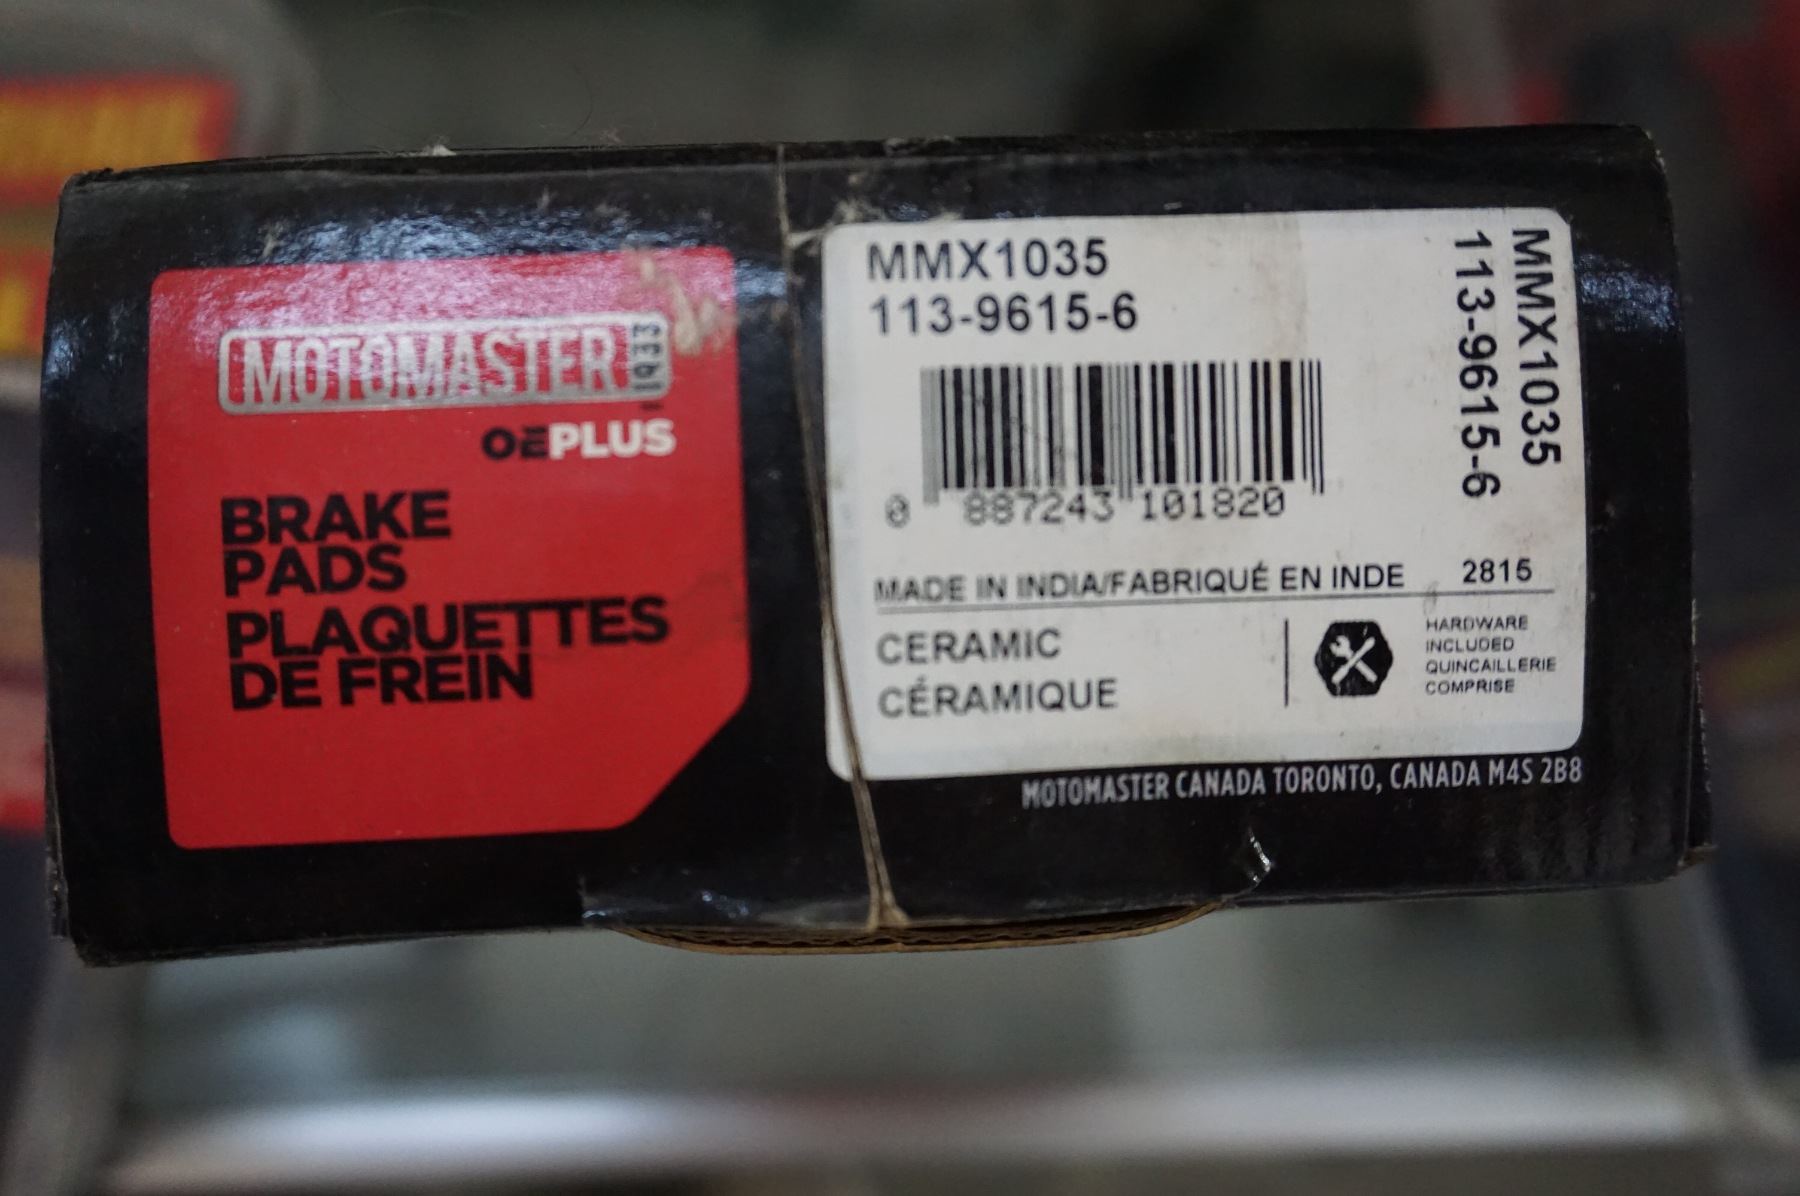 MOTOMASTER 1933
OEPLUS
BRAKE
PADS
PLAQUETTES
DE FREIN
MMX1035
113-9615-6
0 887243 101820
MADE IN INDIA/FABRIQUÉ EN INDE 2815
CERAMIC
CÉRAMIQUE
HARDWARE
INCLUDED
QUINCAILLERIE
COMPRISE
MMX1035
113-9615-6
MOTOMASTER CANADA TORONTO, CANADA M4S 2B8